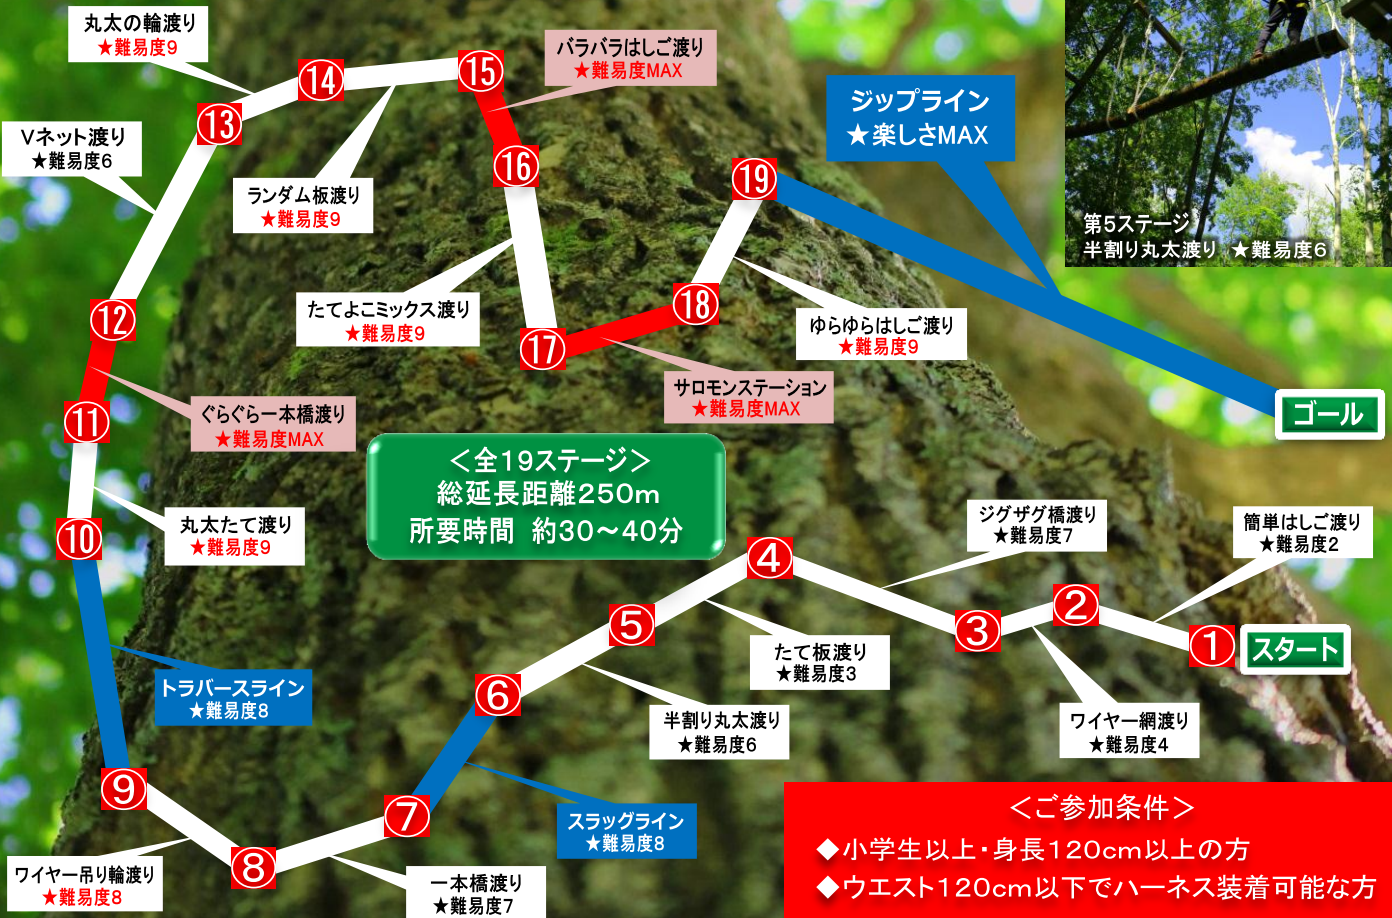 丸太の輪渡り
★難易度9
バラバラはしご渡り
★難易度MAX
ジップライン
★楽しさMAX
Vネット渡り
★難易度6
ランダム板渡り
★難易度9
第5ステージ
半割り丸太渡り ★難易度6
たてよこミックス渡り
★難易度9
ゆらゆらはしご渡り
★難易度9
サロモンステーション
★難易度MAX
ぐらぐら一本橋渡り
★難易度MAX
ゴール
<全19ステージ>
総延長距離250m
所要時間 約30~40分
丸太たて渡り
★難易度9
ジグザグ橋渡り
★難易度7
簡単はしご渡り
★難易度2
スタート
たて板渡り
★難易度3
トラバースライン
★難易度8
半割り丸太渡り
★難易度6
ワイヤー網渡り
★難易度4
スラッグライン
★難易度8
ワイヤー吊り輪渡り
★難易度8
一本橋渡り
★難易度7
<ご参加条件>
◆小学生以上・身長120cm以上の方
◆ウエスト120cm以下でハーネス装着可能な方
①
②
③
④
⑤
⑥
⑦
⑧
⑨
⑩
⑪
⑫
⑬
⑭
⑮
⑯
⑰
⑱
⑲